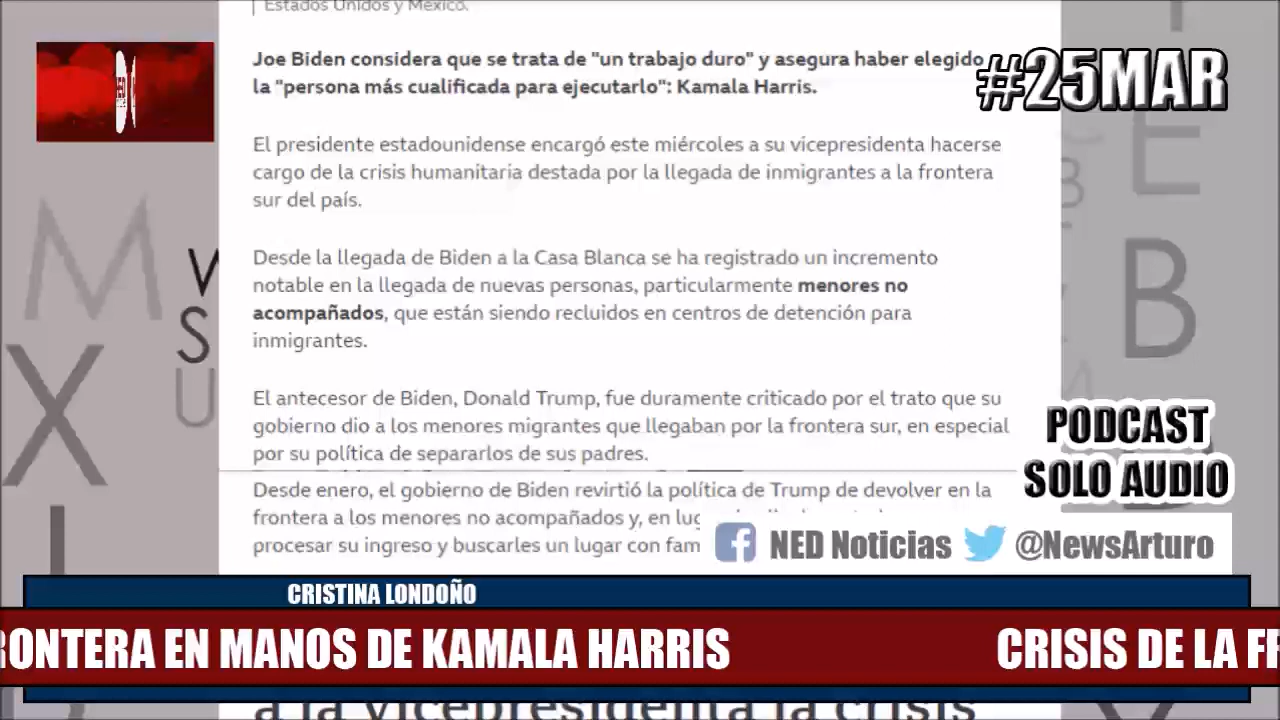 Estados Unidos y México.
Joe Biden considera que se trata de "un trabajo duro" y asegura haber elegido
la "persona más cualificada para ejecutarlo": Kamala Harris.
#25MAR
El presidente estadounidense encargó este miércoles a su vicepresidenta hacerse
cargo de la crisis humanitaria destada por la llegada de inmigrantes a la frontera
sur del país.
Desde la llegada de Biden a la Casa Blanca se ha registrado un incremento
notable en la llegada de nuevas personas, particularmente menores no
acompañados, que están siendo recluidos en centros de detención para
inmigrantes.
El antecesor de Biden, Donald Trump, fue duramente criticado por el trato que su
gobierno dio a los menores migrantes que llegaban por la frontera sur, en especial
por su política de separarlos de sus padres.
PODCAST
SOLO AUDIO
Desde enero, el gobierno de Biden revirtió la política de Trump de devolver en la
frontera a los menores no acompañados y, en lug
procesar su ingreso y buscarles un lugar con fam
NED Noticias @NewsArturo
CRISTINA LONDOÑO
RONTERA EN MANOS DE KAMALA HARRIS CRISIS DE LA FR
a la vicepresidenta la crisis